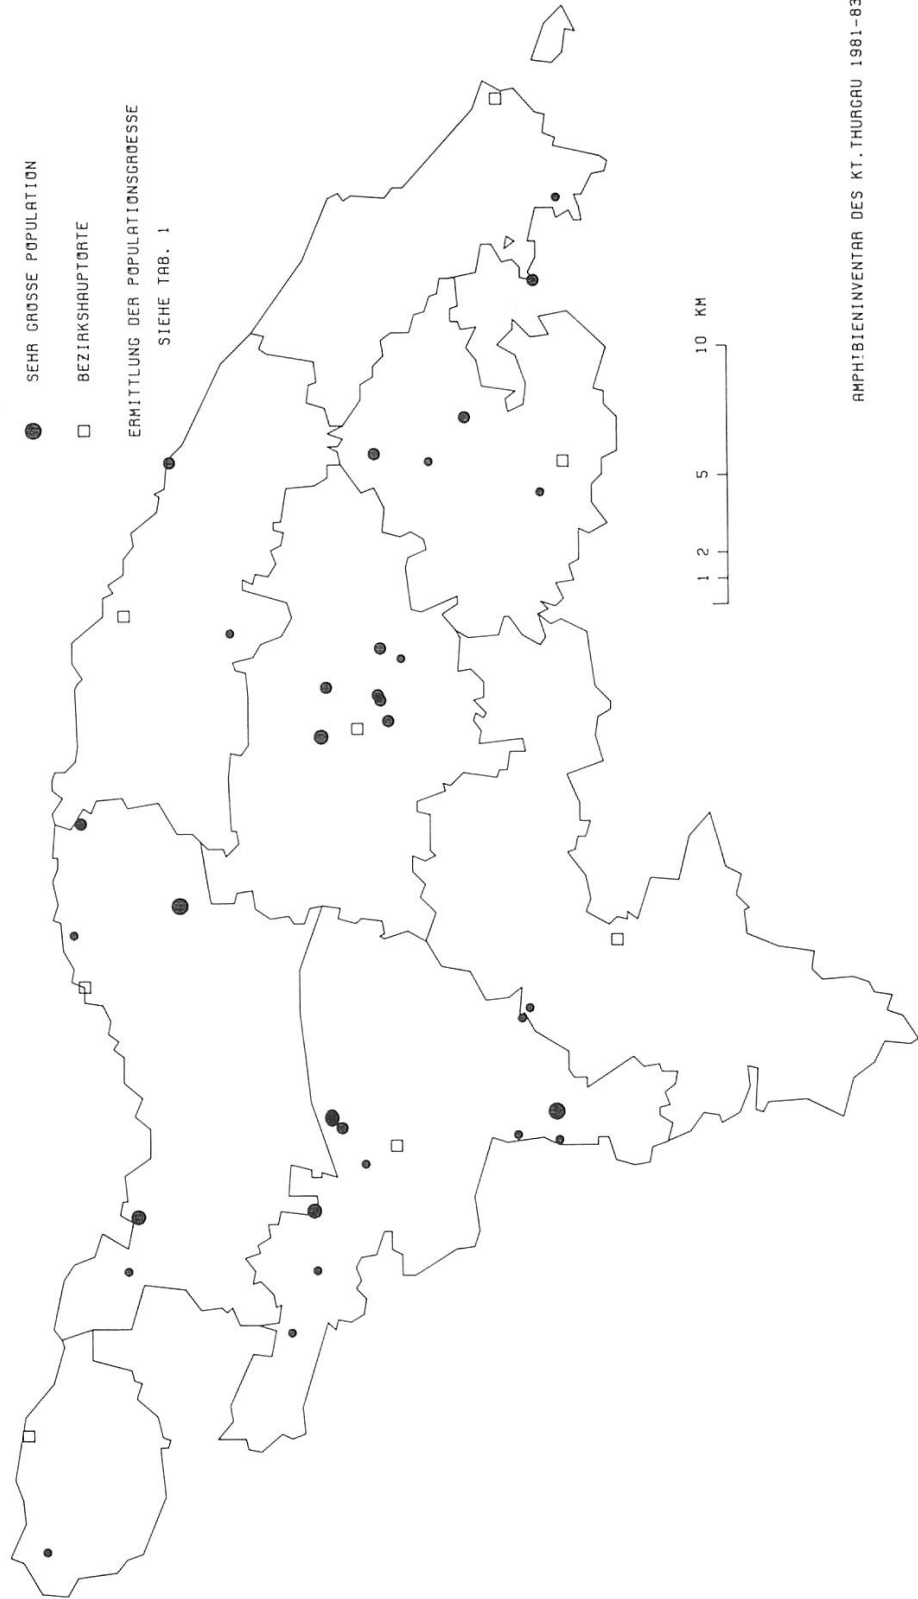 SEHR GROSSE POPULATION
BEZIRKSHAUPTORTE
ERMITTLUNG DER POPULATIONSGROESSE
SIEHE TAB. 1
1 2 5 10 KM
AMPHIBIENINVENTAR DES KT.THURGAU 1981-83